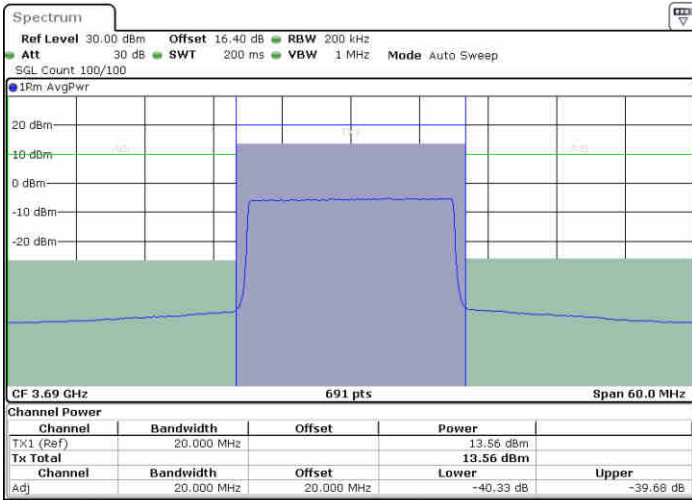 Spectrum
Ref Level 30.00 dBm Offset 16.40 dB RBW 200 kHz
Att 30 dB SWT 200 ms VBW 1 MHz Mode Auto Sweep
SGL Count 100/100
1Rm AvgPwr
20 dBm
TX1
10 dBm
Adj
Adj
0 dBm
-10 dBm
-20 dBm
CF 3.69 GHz 691 pts Span 60.0 MHz
Channel Power
Channel Bandwidth Offset Power
TX1 (Ref) 20.000 MHz 13.56 dBm
Tx Total 13.56 dBm
Channel Bandwidth Offset Lower Upper
Adj 20.000 MHz 20.000 MHz -40.33 dB -39.68 dB